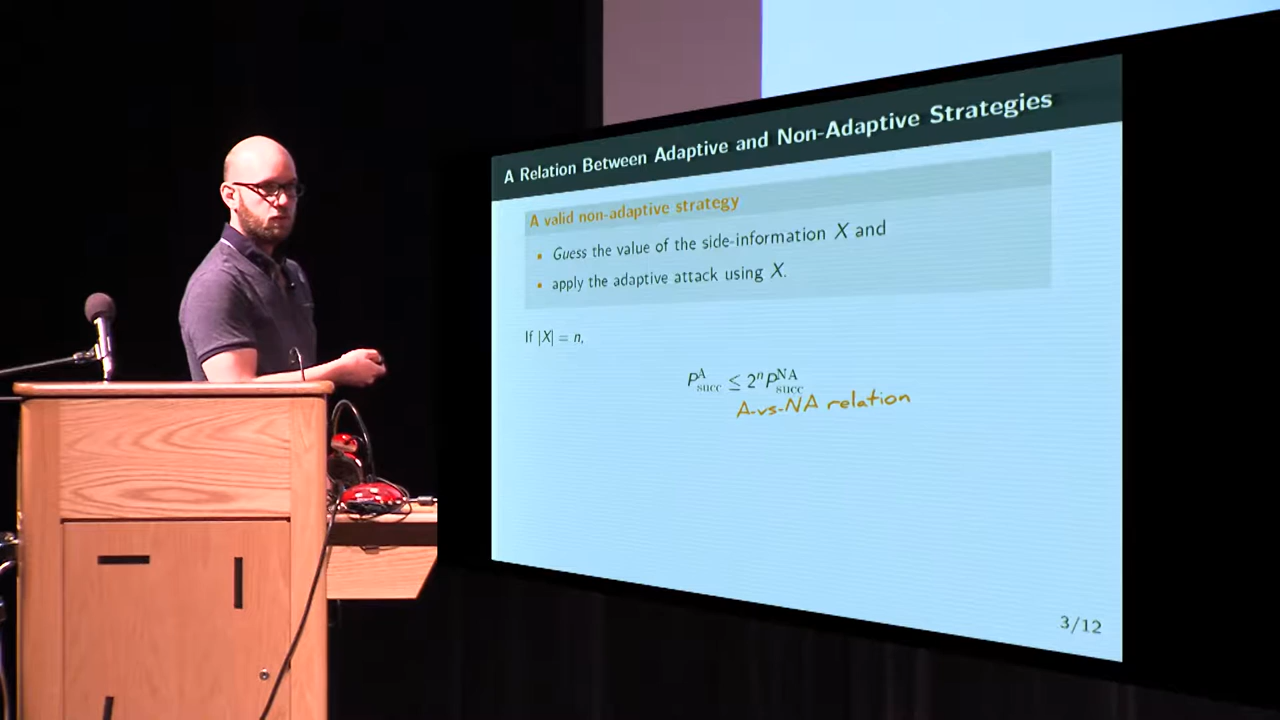 A Relation Between Adaptive and Non-Adaptive Strategies
A valid non-adaptive strategy
• Guess the value of the side-information X and
• apply the adaptive attack using X.
If |X| = n,
P^A_succ ≤ 2^n P^NA_succ
A-vs-NA relation
3/12